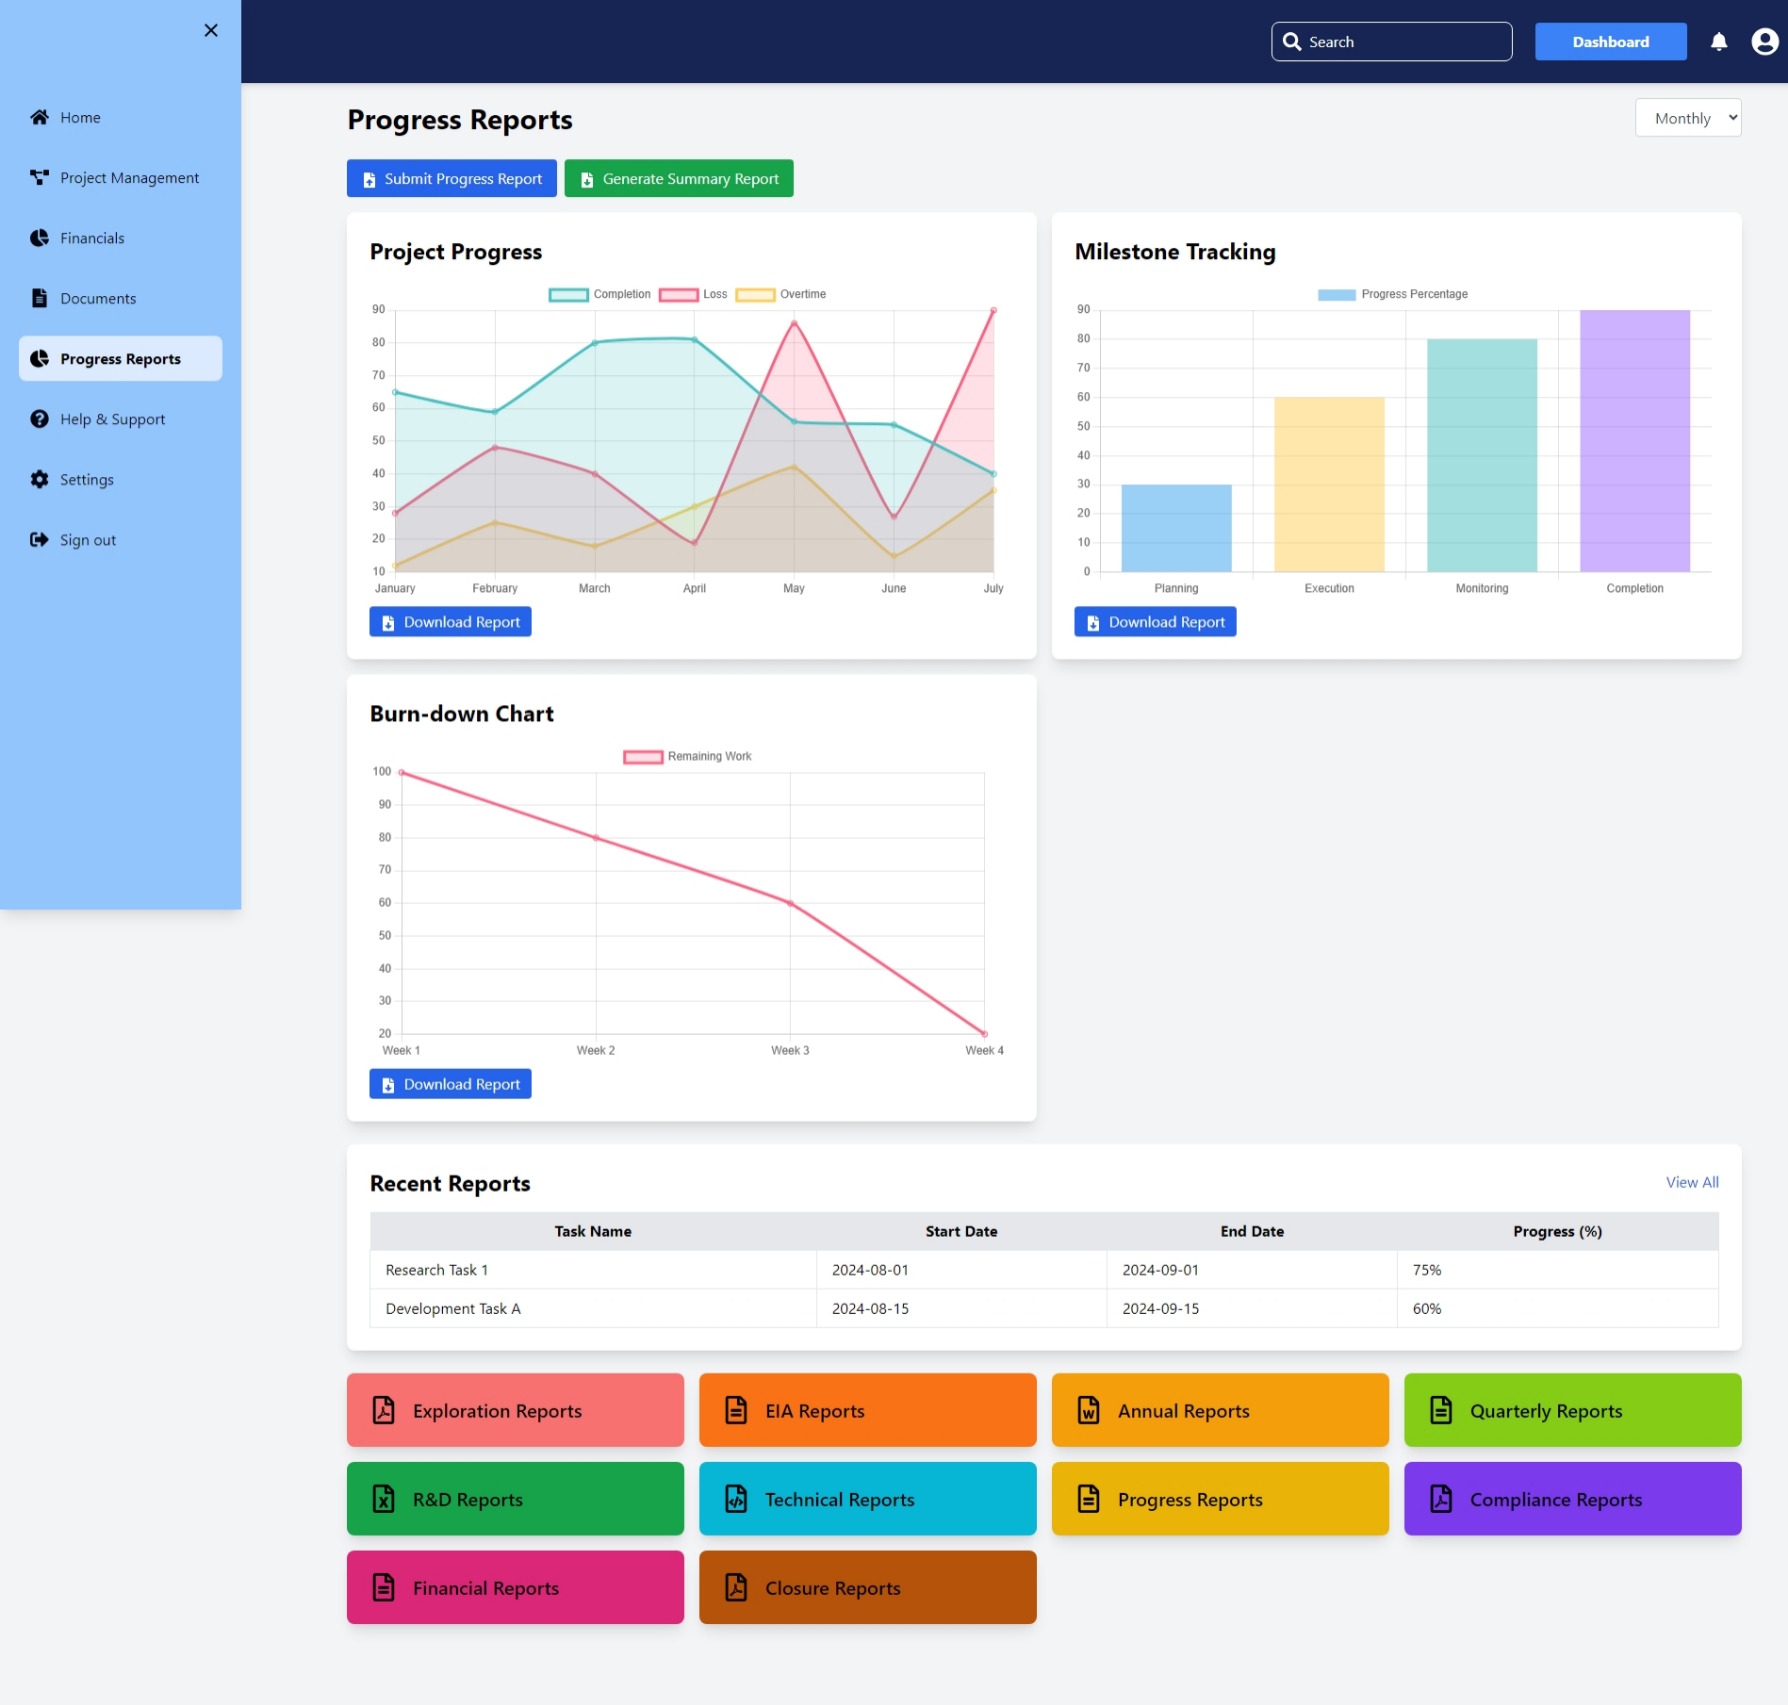 Search
Dashboard
Home
Project Management
Financials
Documents
Progress Reports
Help & Support
Settings
Sign out
Progress Reports
Monthly
Submit Progress Report
Generate Summary Report
Project Progress
Completion Loss Overtime
90
80
70
60
50
40
30
20
10
January February March April May June July
Download Report
Milestone Tracking
Progress Percentage
90
80
70
60
50
40
30
20
10
0
Planning Execution Monitoring Completion
Download Report
Burn-down Chart
Remaining Work
100
90
80
70
60
50
40
30
20
Week 1 Week 2 Week 3 Week 4
Download Report
Recent Reports
View All
Task Name Start Date End Date Progress (%)
Research Task 1 2024-08-01 2024-09-01 75%
Development Task A 2024-08-15 2024-09-15 60%
Exploration Reports
EIA Reports
Annual Reports
Quarterly Reports
R&D Reports
Technical Reports
Progress Reports
Compliance Reports
Financial Reports
Closure Reports